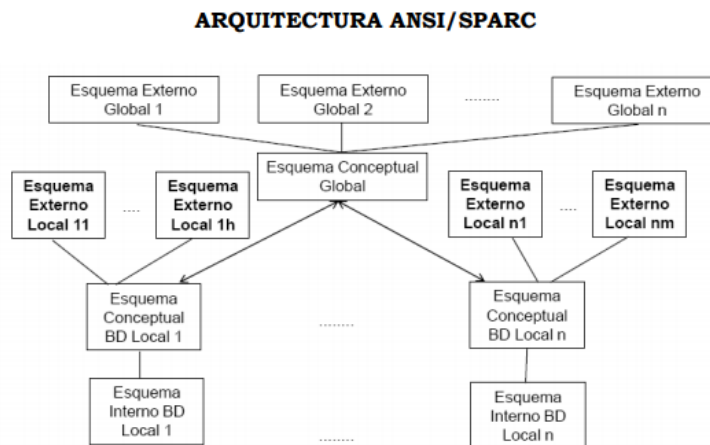 ARQUITECTURA ANSI/SPARC
Esquema Externo
Global 1
Esquema Externo
Global 2
........
Esquema Externo
Global n
Esquema Conceptual
Global
Esquema
Externo
Local 11
....
Esquema
Externo
Local 1h
Esquema
Externo
Local n1
....
Esquema
Externo
Local nm
Esquema
Conceptual
BD Local 1
........
Esquema
Conceptual
BD Local n
Esquema
Interno BD
Local 1
........
Esquema
Interno BD
Local n